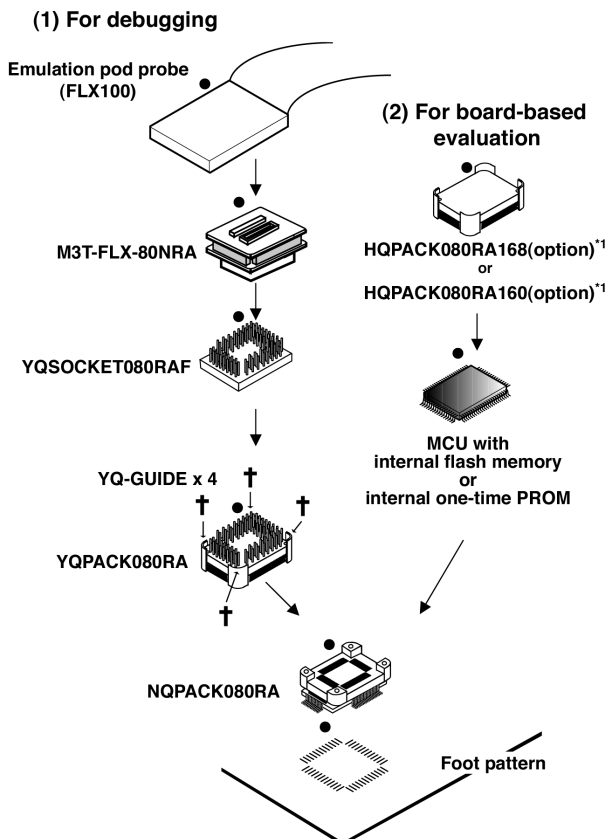 (1) For debugging
Emulation pod probe
(FLX100)
M3T-FLX-80NRA
YQSOCKET080RAF
YQ-GUIDE x 4
YQPACK080RA
NQPACK080RA
Foot pattern
(2) For board-based
evaluation
HQPACK080RA168(option)*1
or
HQPACK080RA160(option)*1
MCU with
internal flash memory
or
internal one-time PROM